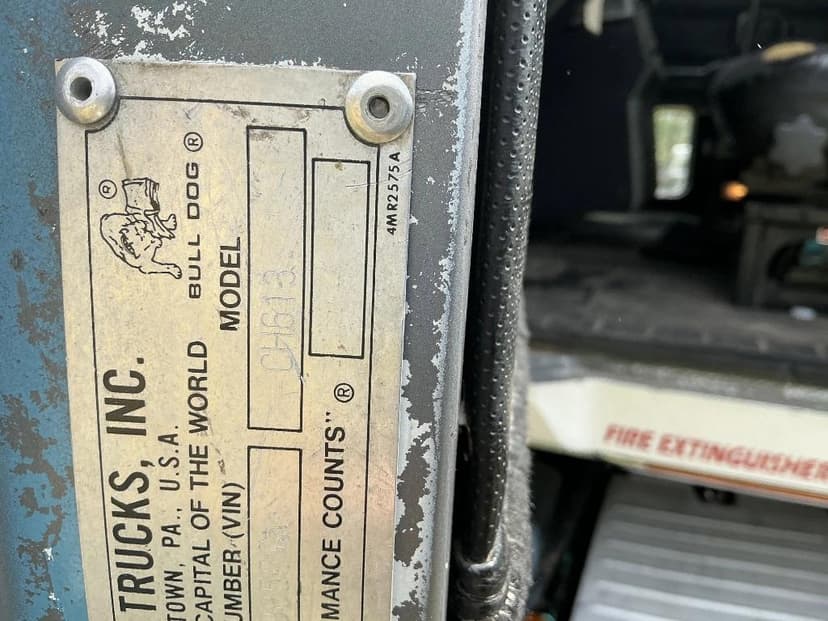 TRUCKS, INC.
TOWN, PA., U.S.A.
CAPITAL OF THE WORLD
®
BULL DOG ®
UMBER (VIN)
MODEL
CH613
MANCE COUNTS" ®
4MR2575A
FIRE EXTINGUISHER